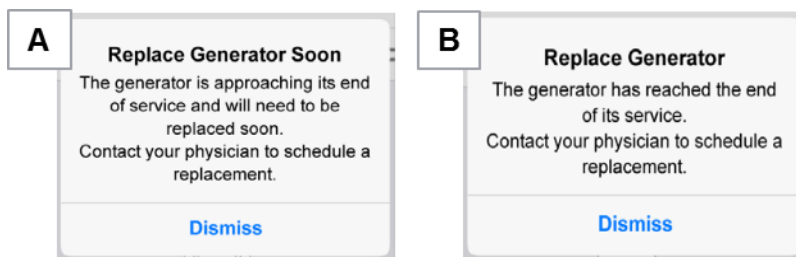 A
Replace Generator Soon
The generator is approaching its end
of service and will need to be
replaced soon.
Contact your physician to schedule a
replacement.
Dismiss
B
Replace Generator
The generator has reached the end
of its service.
Contact your physician to schedule a
replacement.
Dismiss